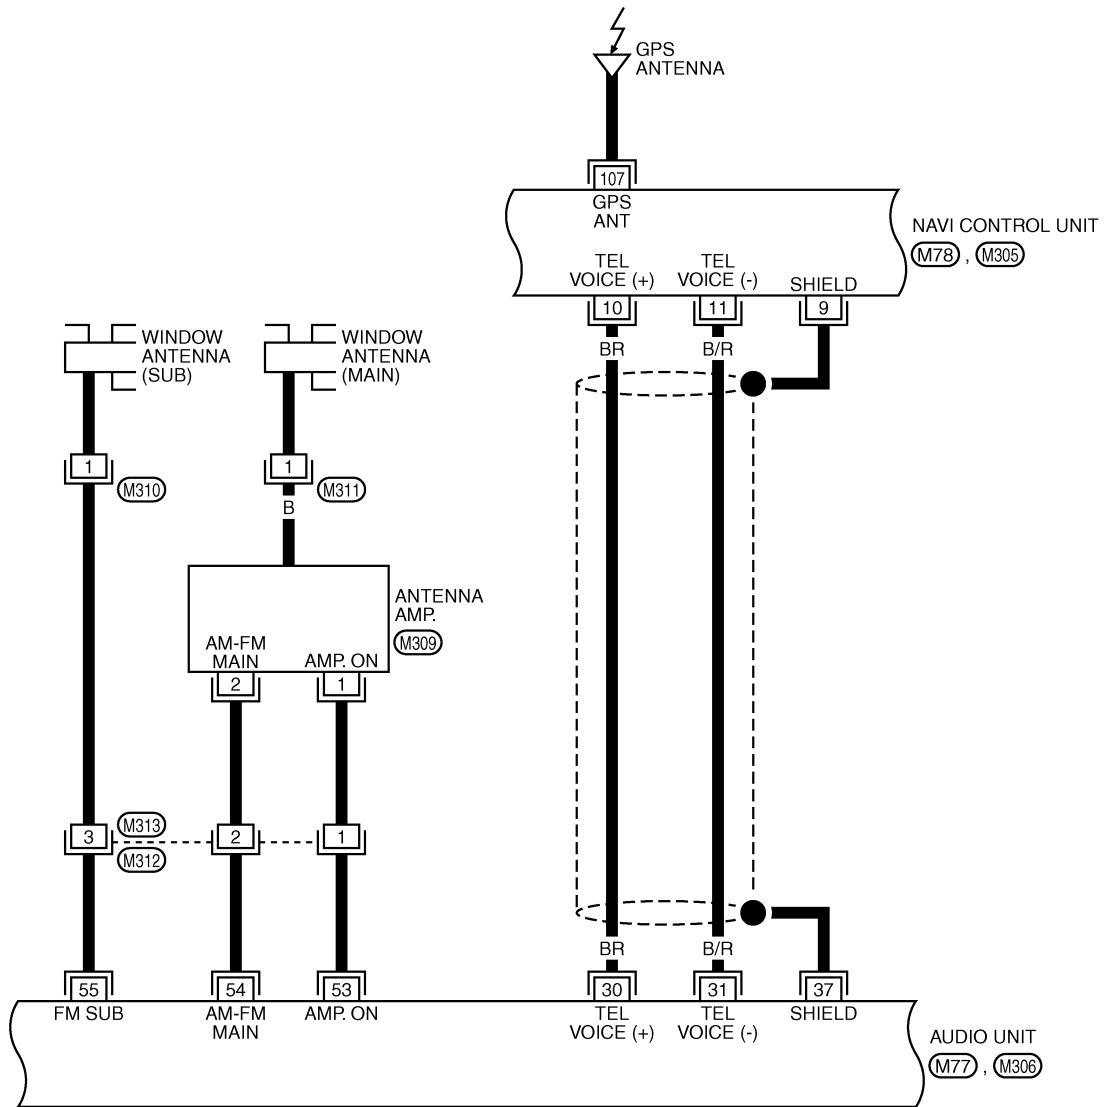 GPS
ANTENNA
107
GPS
ANT
NAVI CONTROL UNIT
M78 , M305
TEL
VOICE (+)
TEL
VOICE (-)
SHIELD
10
11
9
BR
B/R
WINDOW
ANTENNA
(SUB)
WINDOW
ANTENNA
(MAIN)
1
M310
1
M311
B
ANTENNA
AMP.
M309
AM-FM
MAIN
AMP. ON
2
1
3
M313
M312
2
1
BR
B/R
55
54
53
30
31
37
FM SUB
AM-FM
MAIN
AMP. ON
TEL
VOICE (+)
TEL
VOICE (-)
SHIELD
AUDIO UNIT
M77 , M306